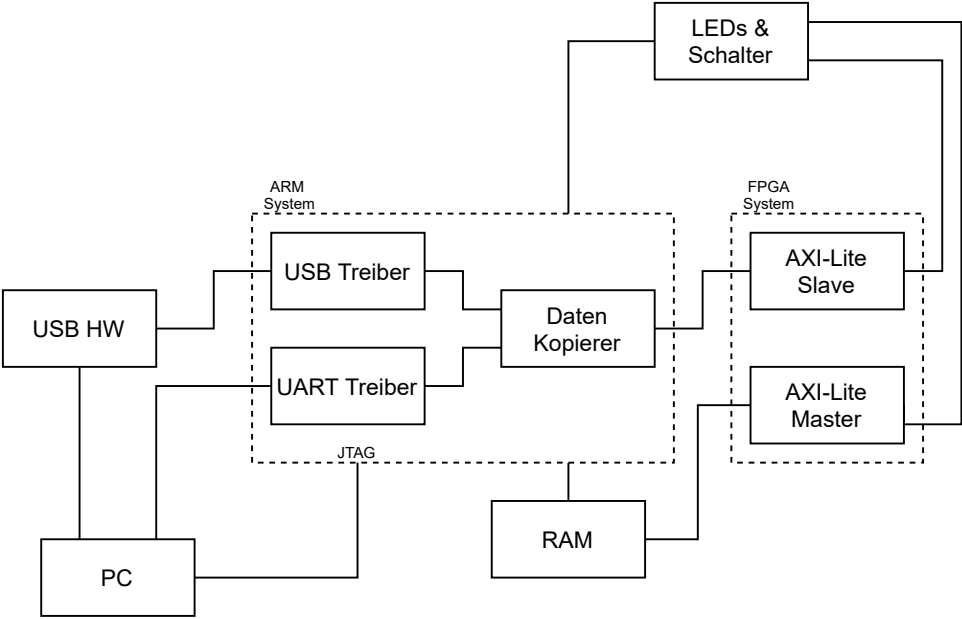 LEDs &
Schalter
ARM
System
FPGA
System
USB Treiber
AXI-Lite
Slave
USB HW
Daten
Kopierer
UART Treiber
AXI-Lite
Master
JTAG
RAM
PC